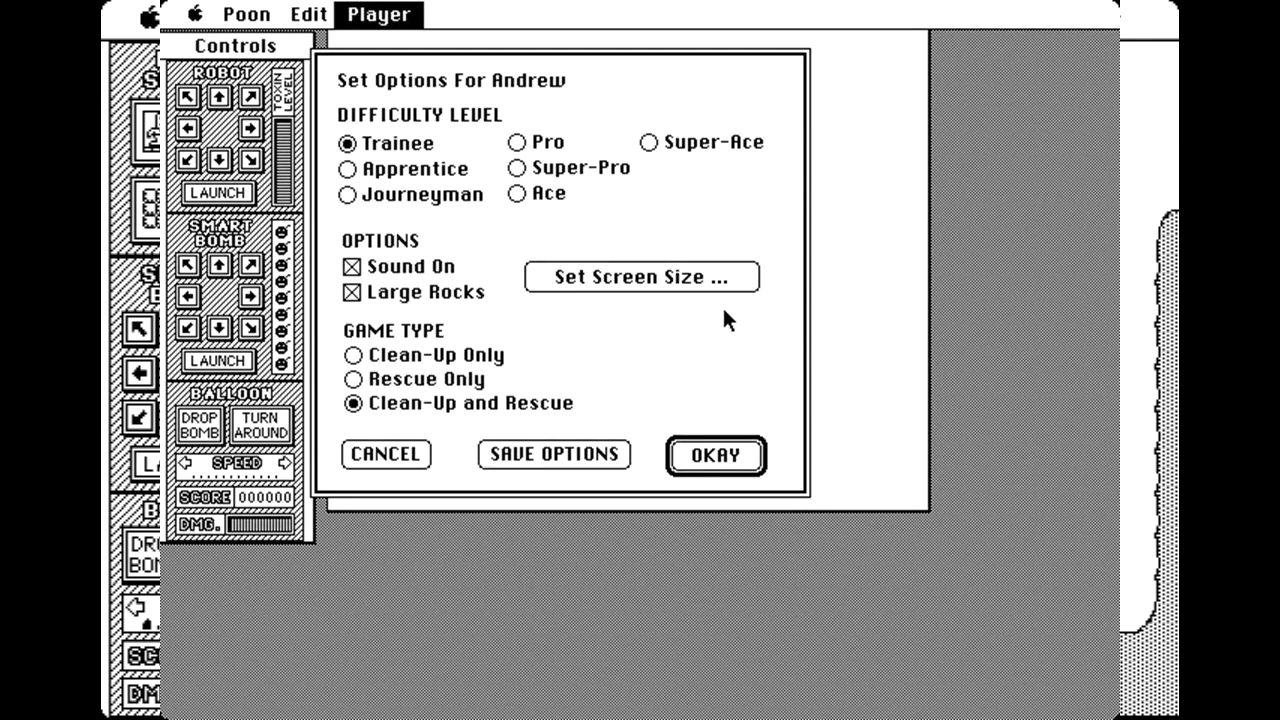 Poon Edit Player
Controls
ROBOT
TOXIN LEVEL
LAUNCH
SMART
BOMB
LAUNCH
BALLOON
DROP BOMB
TURN AROUND
SPEED
SCORE 000000
DMG.
Set Options For Andrew
DIFFICULTY LEVEL
Trainee Pro Super-Ace
Apprentice Super-Pro
Journeyman Ace
OPTIONS
Sound On
Large Rocks
Set Screen Size ...
GAME TYPE
Clean-Up Only
Rescue Only
Clean-Up and Rescue
CANCEL SAVE OPTIONS OKAY